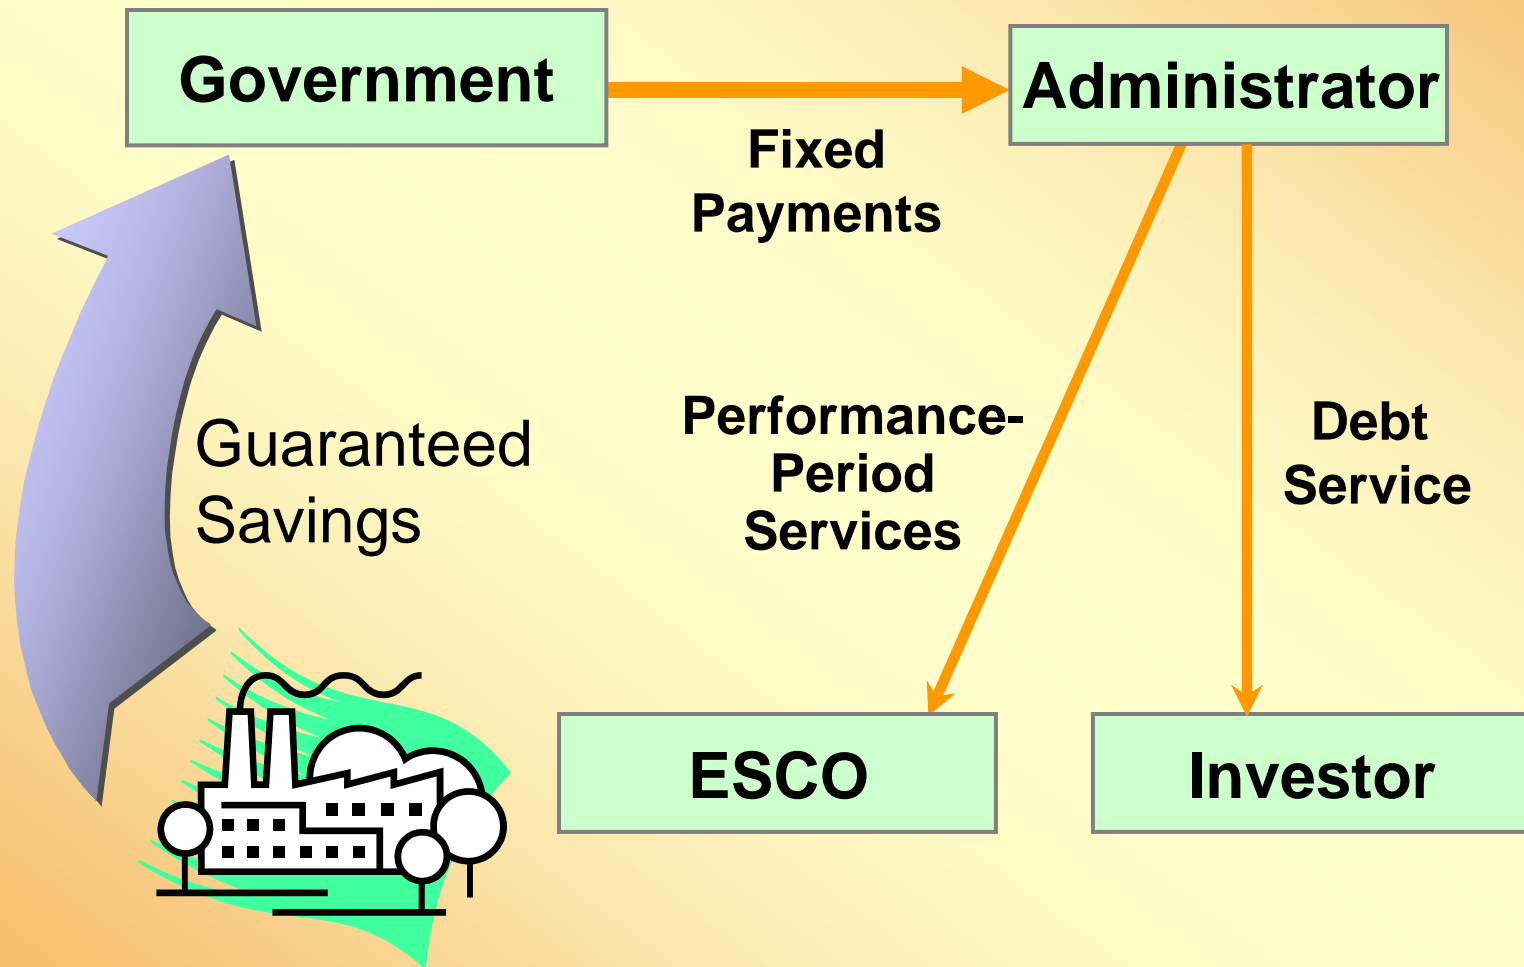 Government
Administrator
Fixed
Payments
Performance-
Period
Services
Debt
Service
Guaranteed
Savings
ESCO
Investor